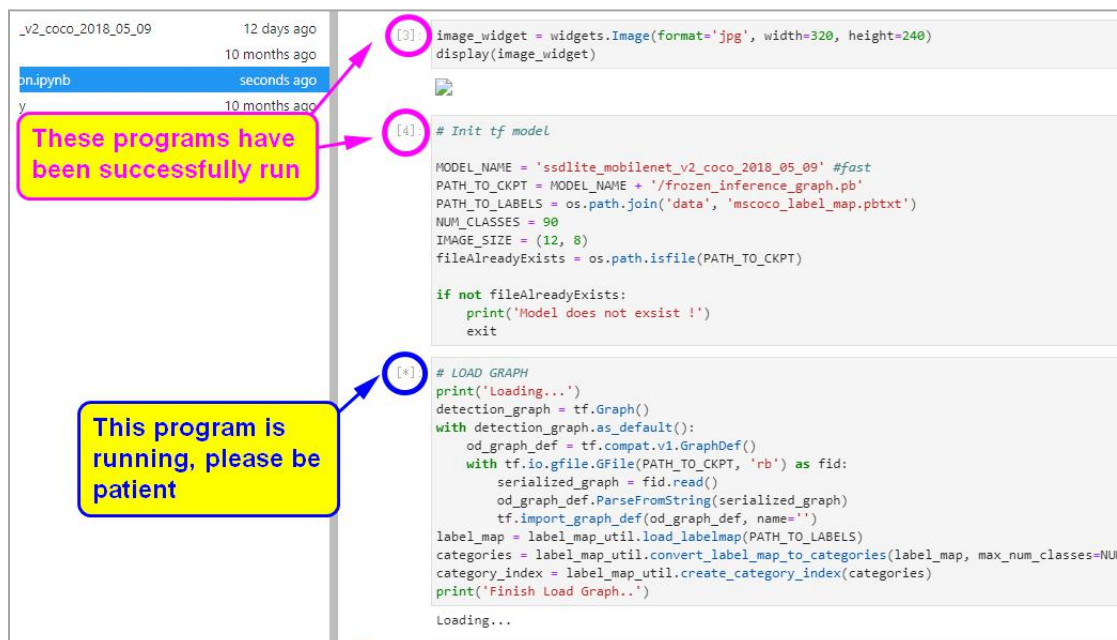 _v2_coco_2018_05_09 12 days ago
10 months ago
on.ipynb seconds ago
y 10 months ago
These programs have
been successfully run
[3]: image_widget = widgets.Image(format='jpg', width=320, height=240)
display(image_widget)
[4]: # Init tf model
MODEL_NAME = 'ssdlite_mobilenet_v2_coco_2018_05_09' #fast
PATH_TO_CKPT = MODEL_NAME + '/frozen_inference_graph.pb'
PATH_TO_LABELS = os.path.join('data', 'mscoco_label_map.pbtxt')
NUM_CLASSES = 90
IMAGE_SIZE = (12, 8)
fileAlreadyExists = os.path.isfile(PATH_TO_CKPT)
if not fileAlreadyExists:
print('Model does not exsist !')
exit
This program is
running, please be
patient
[*]: # LOAD GRAPH
print('Loading...')
detection_graph = tf.Graph()
with detection_graph.as_default():
od_graph_def = tf.compat.v1.GraphDef()
with tf.io.gfile.GFile(PATH_TO_CKPT, 'rb') as fid:
serialized_graph = fid.read()
od_graph_def.ParseFromString(serialized_graph)
tf.import_graph_def(od_graph_def, name='')
label_map = label_map_util.load_labelmap(PATH_TO_LABELS)
categories = label_map_util.convert_label_map_to_categories(label_map, max_num_classes=NU
category_index = label_map_util.create_category_index(categories)
print('Finish Load Graph..')
Loading...